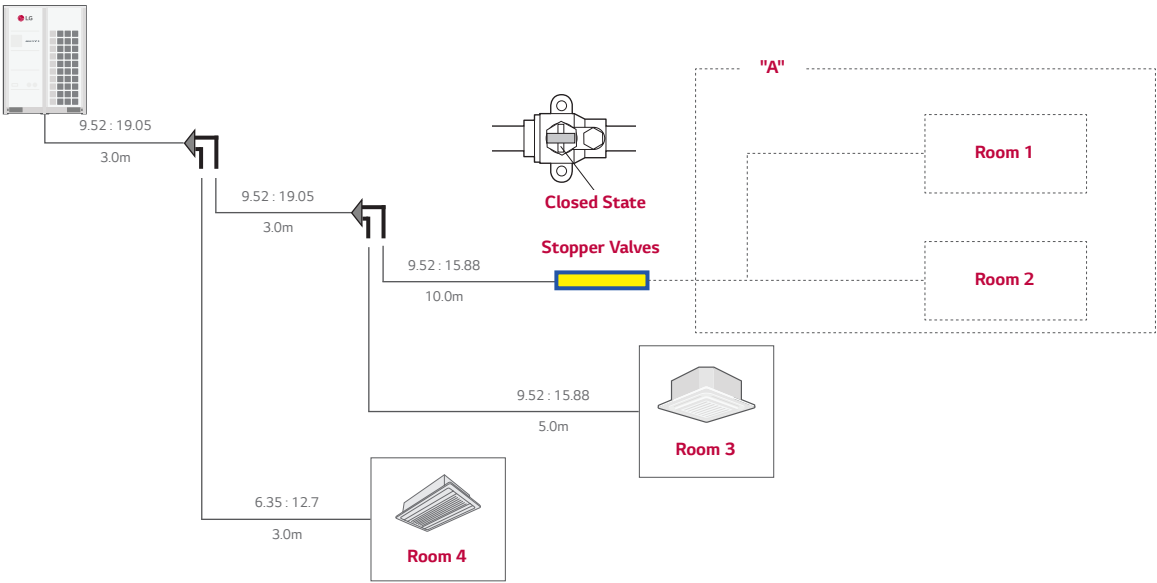 LG
"A"
9.52 : 19.05
3.0m
Room 1
9.52 : 19.05
3.0m
Closed State
Stopper Valves
9.52 : 15.88
10.0m
Room 2
9.52 : 15.88
5.0m
Room 3
6.35 : 12.7
3.0m
Room 4